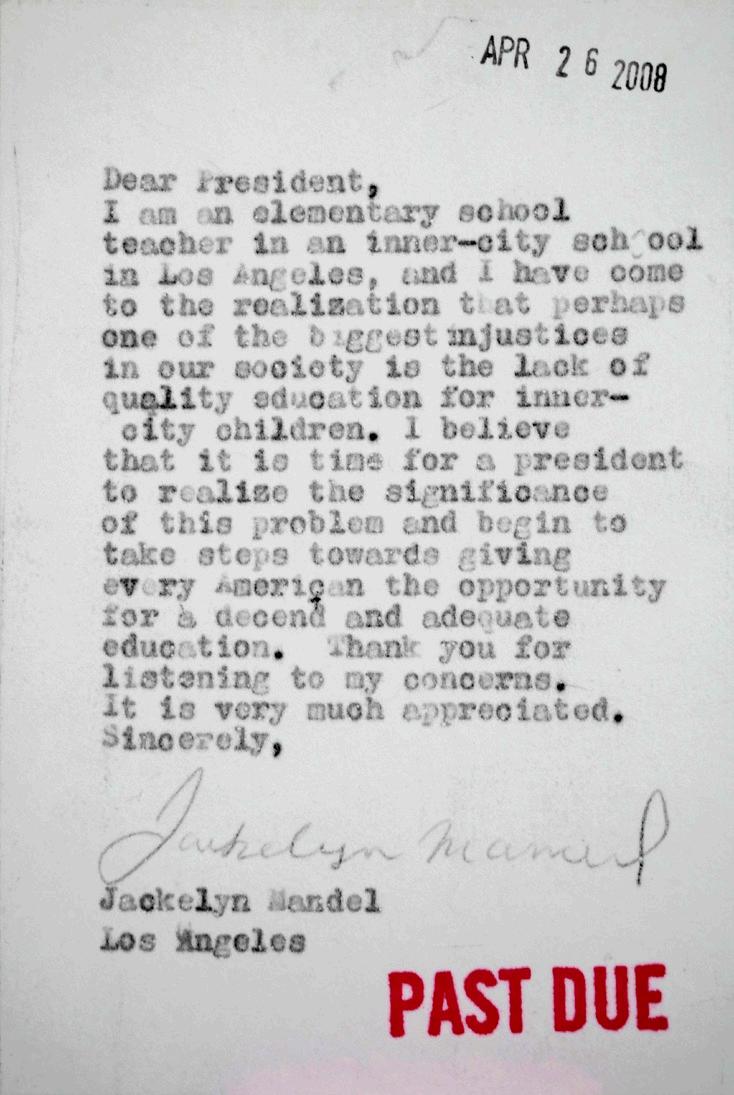 APR 26 2008
Dear President,
I am an elementary school
teacher in an inner-city school
in Los Angeles, and I have come
to the realization that perhaps
one of the biggest injustices
in our society is the lack of
quality education for inner-
city children. I believe
that it is time for a president
to realize the significance
of this problem and begin to
take steps towards giving
every American the opportunity
for a decend and adequate
education. Thank you for
listening to my concerns.
It is very much appreciated.
Sincerely,
Jackelyn Mandel
Jackelyn Mandel
Los Angeles
PAST DUE